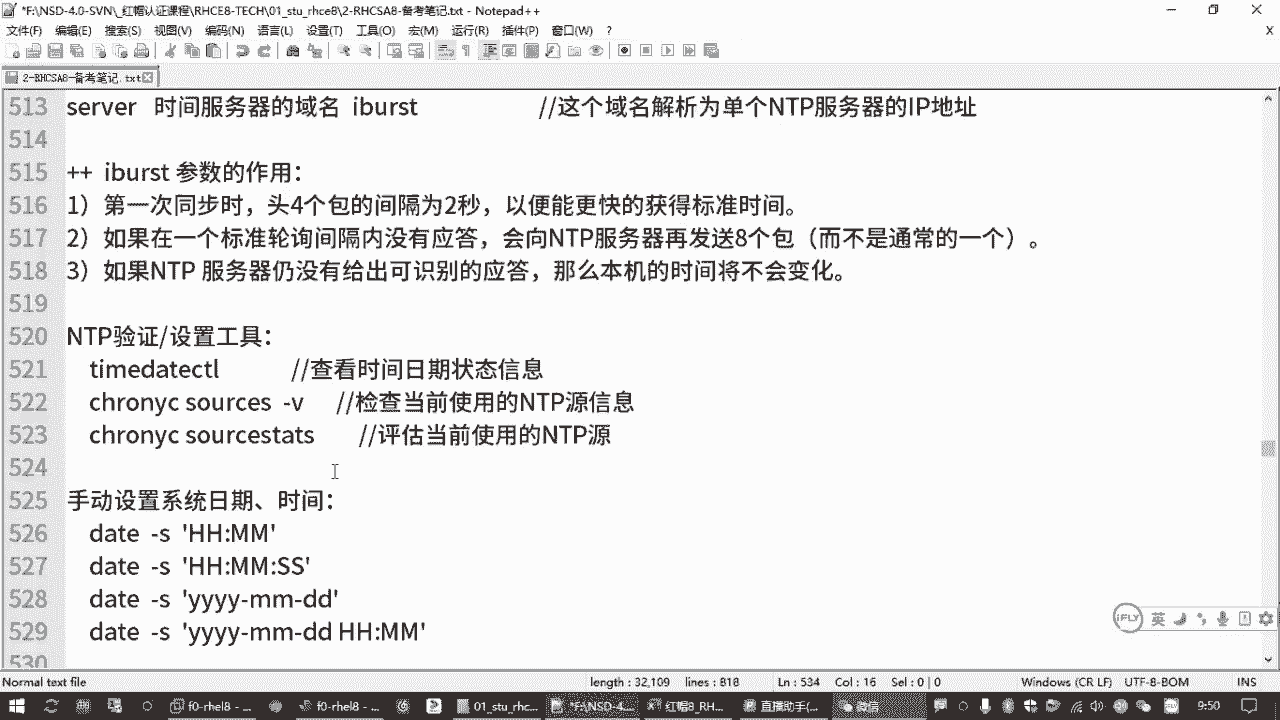 *F:\NSD-4.0-SVN\_红帽认证课程\RHCE8-TECH\01_stu_rhce8\2-RHCSA8-备考笔记.txt - Notepad++
文件(F) 编辑(E) 搜索(S) 视图(V) 编码(N) 语言(L) 设置(T) 工具(O) 宏(M) 运行(R) 插件(P) 窗口(W) ? X
2-RHCSA8-备考笔记.txt
513 server 时间服务器的域名 iburst //这个域名解析为单个NTP服务器的IP地址
514
515 ++ iburst 参数的作用：
516 1）第一次同步时，头4个包的间隔为2秒，以便能更快的获得标准时间。
517 2）如果在一个标准轮询间隔内没有应答，会向NTP服务器再发送8个包（而不是通常的一个）。
518 3）如果NTP 服务器仍没有给出可识别的应答，那么本机的时间将不会变化。
519
520 NTP验证/设置工具：
521 timedatectl //查看时间日期状态信息
522 chronyc sources -v //检查当前使用的NTP源信息
523 chronyc sourcestats //评估当前使用的NTP源
524
525 手动设置系统日期、时间：
526 date -s 'HH:MM'
527 date -s 'HH:MM:SS'
528 date -s 'yyyy-mm-dd'
529 date -s 'yyyy-mm-dd HH:MM'
530
iFLY 英
Normal text file length : 32,109 lines : 818 Ln : 534 Col : 16 Sel : 0 | 0 Windows (CR LF) UTF-8-BOM INS
f0-rhel8 - ... f0-rhel8 - ... 01_stu_rhc... *F:\NSD-4.... 红帽8_RH... 直播助手(... 微信 9:50